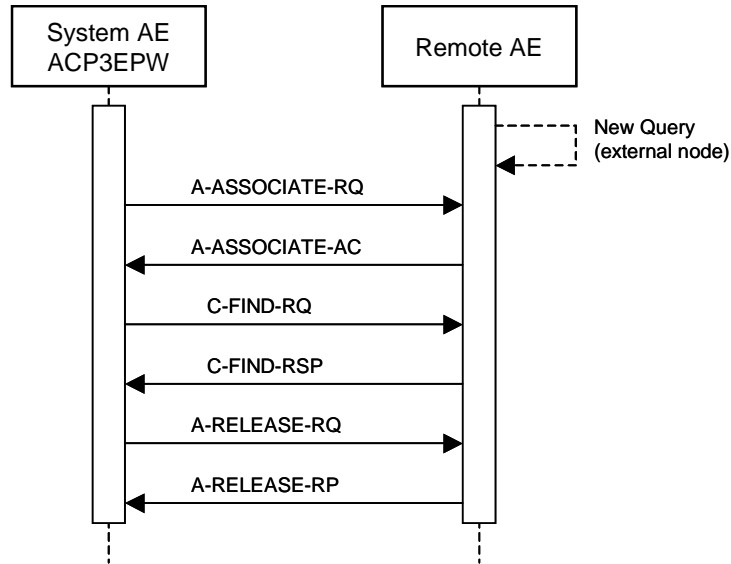 System AE
ACP3EPW
Remote AE
New Query
(external node)
A-ASSOCIATE-RQ
A-ASSOCIATE-AC
C-FIND-RQ
C-FIND-RSP
A-RELEASE-RQ
A-RELEASE-RP